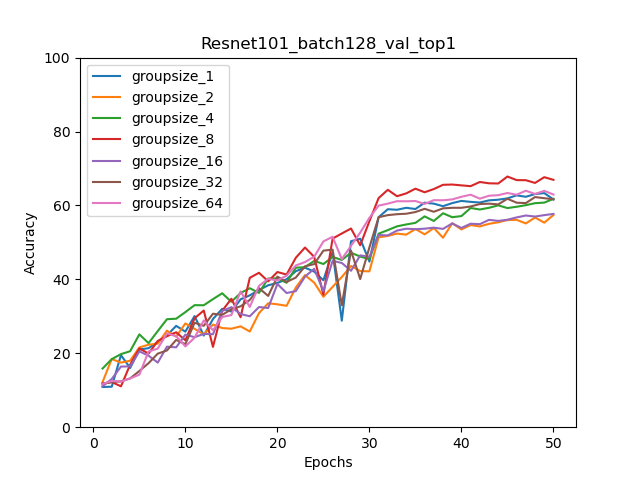 Resnet101_batch128_val_top1
100
80
60
40
20
0
Accuracy
groupsize_1
groupsize_2
groupsize_4
groupsize_8
groupsize_16
groupsize_32
groupsize_64
0 10 20 30 40 50
Epochs